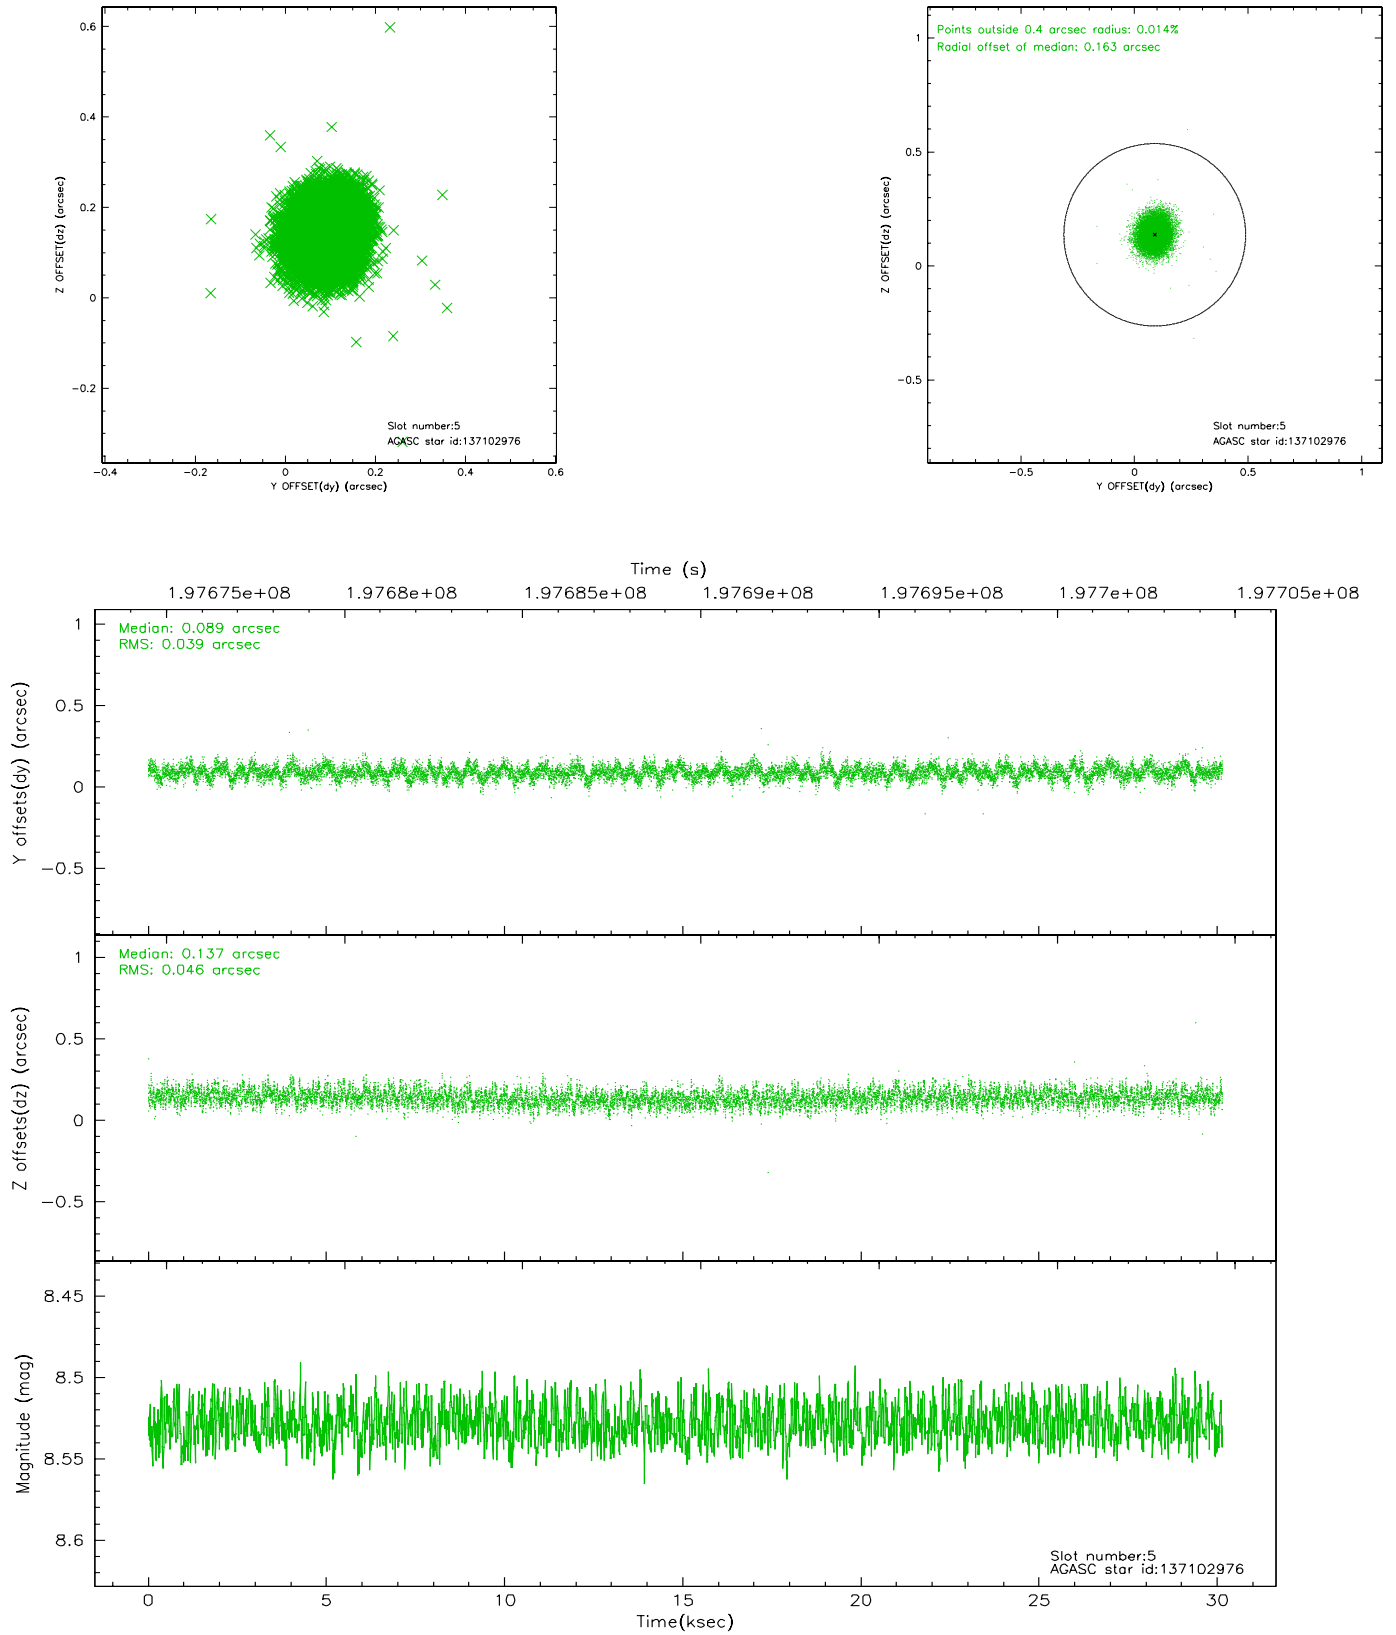 0.6
0.4
0.2
0
−0.2
−0.4
−0.2
0
0.2
0.4
0.6
Z OFFSET(dz) (arcsec)
Y OFFSET(dy) (arcsec)
Slot number:5
AGASC star id:137102976
Points outside 0.4 arcsec radius: 0.014%
Radial offset of median: 0.163 arcsec
1
0.5
0
−0.5
−0.5
0
0.5
1
Z OFFSET(dz) (arcsec)
Y OFFSET(dy) (arcsec)
Slot number:5
AGASC star id:137102976
Time (s)
1.97675e+08 1.9768e+08 1.97685e+08 1.9769e+08 1.97695e+08 1.977e+08 1.97705e+08
Median: 0.089 arcsec
RMS: 0.039 arcsec
1
0.5
0
−0.5
Y offsets(dy) (arcsec)
Median: 0.137 arcsec
RMS: 0.046 arcsec
1
0.5
0
−0.5
Z offsets(dz) (arcsec)
8.45
8.5
8.55
8.6
Magnitude (mag)
Slot number:5
AGASC star id:137102976
0 5 10 15 20 25 30
Time(ksec)